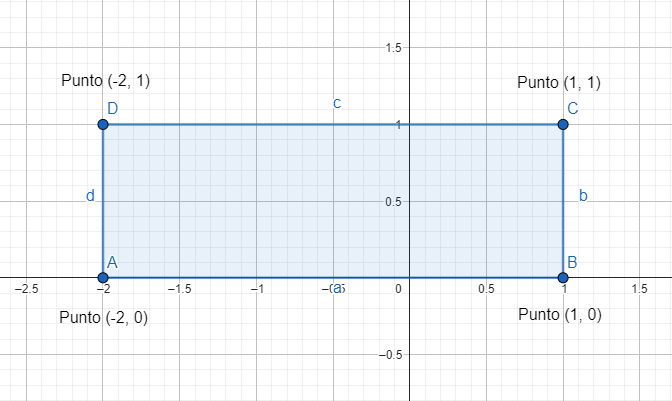 1.5
Punto (-2, 1)
Punto (1, 1)
D
c
C
1
d
0.5
b
A
B
–2.5
–2
–1.5
–1
a
0
0.5
1
1.5
Punto (-2, 0)
Punto (1, 0)
–0.5